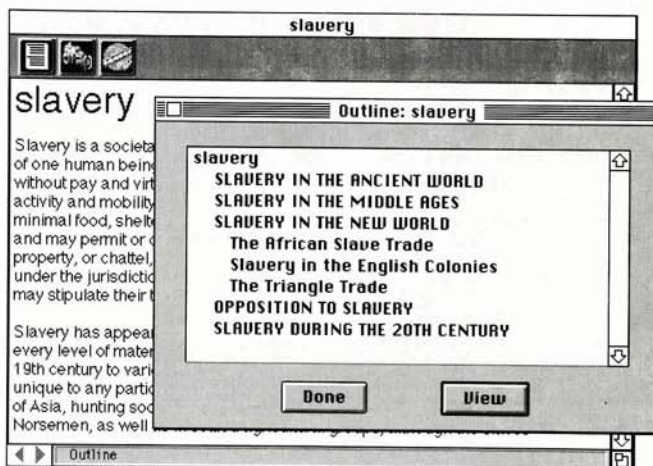 slavery
slavery
Slavery is a societa
of one human being
without pay and virt
activity and mobility
minimal food, shelte
and may permit or
property, or chattel,
under the jurisdictio
may stipulate their t
Slavery has appea
every level of mater
19th century to vari
unique to any partic
of Asia, hunting soc
Norsemen, as well
Outline
Outline: slavery
slavery
SLAVERY IN THE ANCIENT WORLD
SLAVERY IN THE MIDDLE AGES
SLAVERY IN THE NEW WORLD
The African Slave Trade
Slavery in the English Colonies
The Triangle Trade
OPPOSITION TO SLAVERY
SLAVERY DURING THE 20TH CENTURY
Done
View